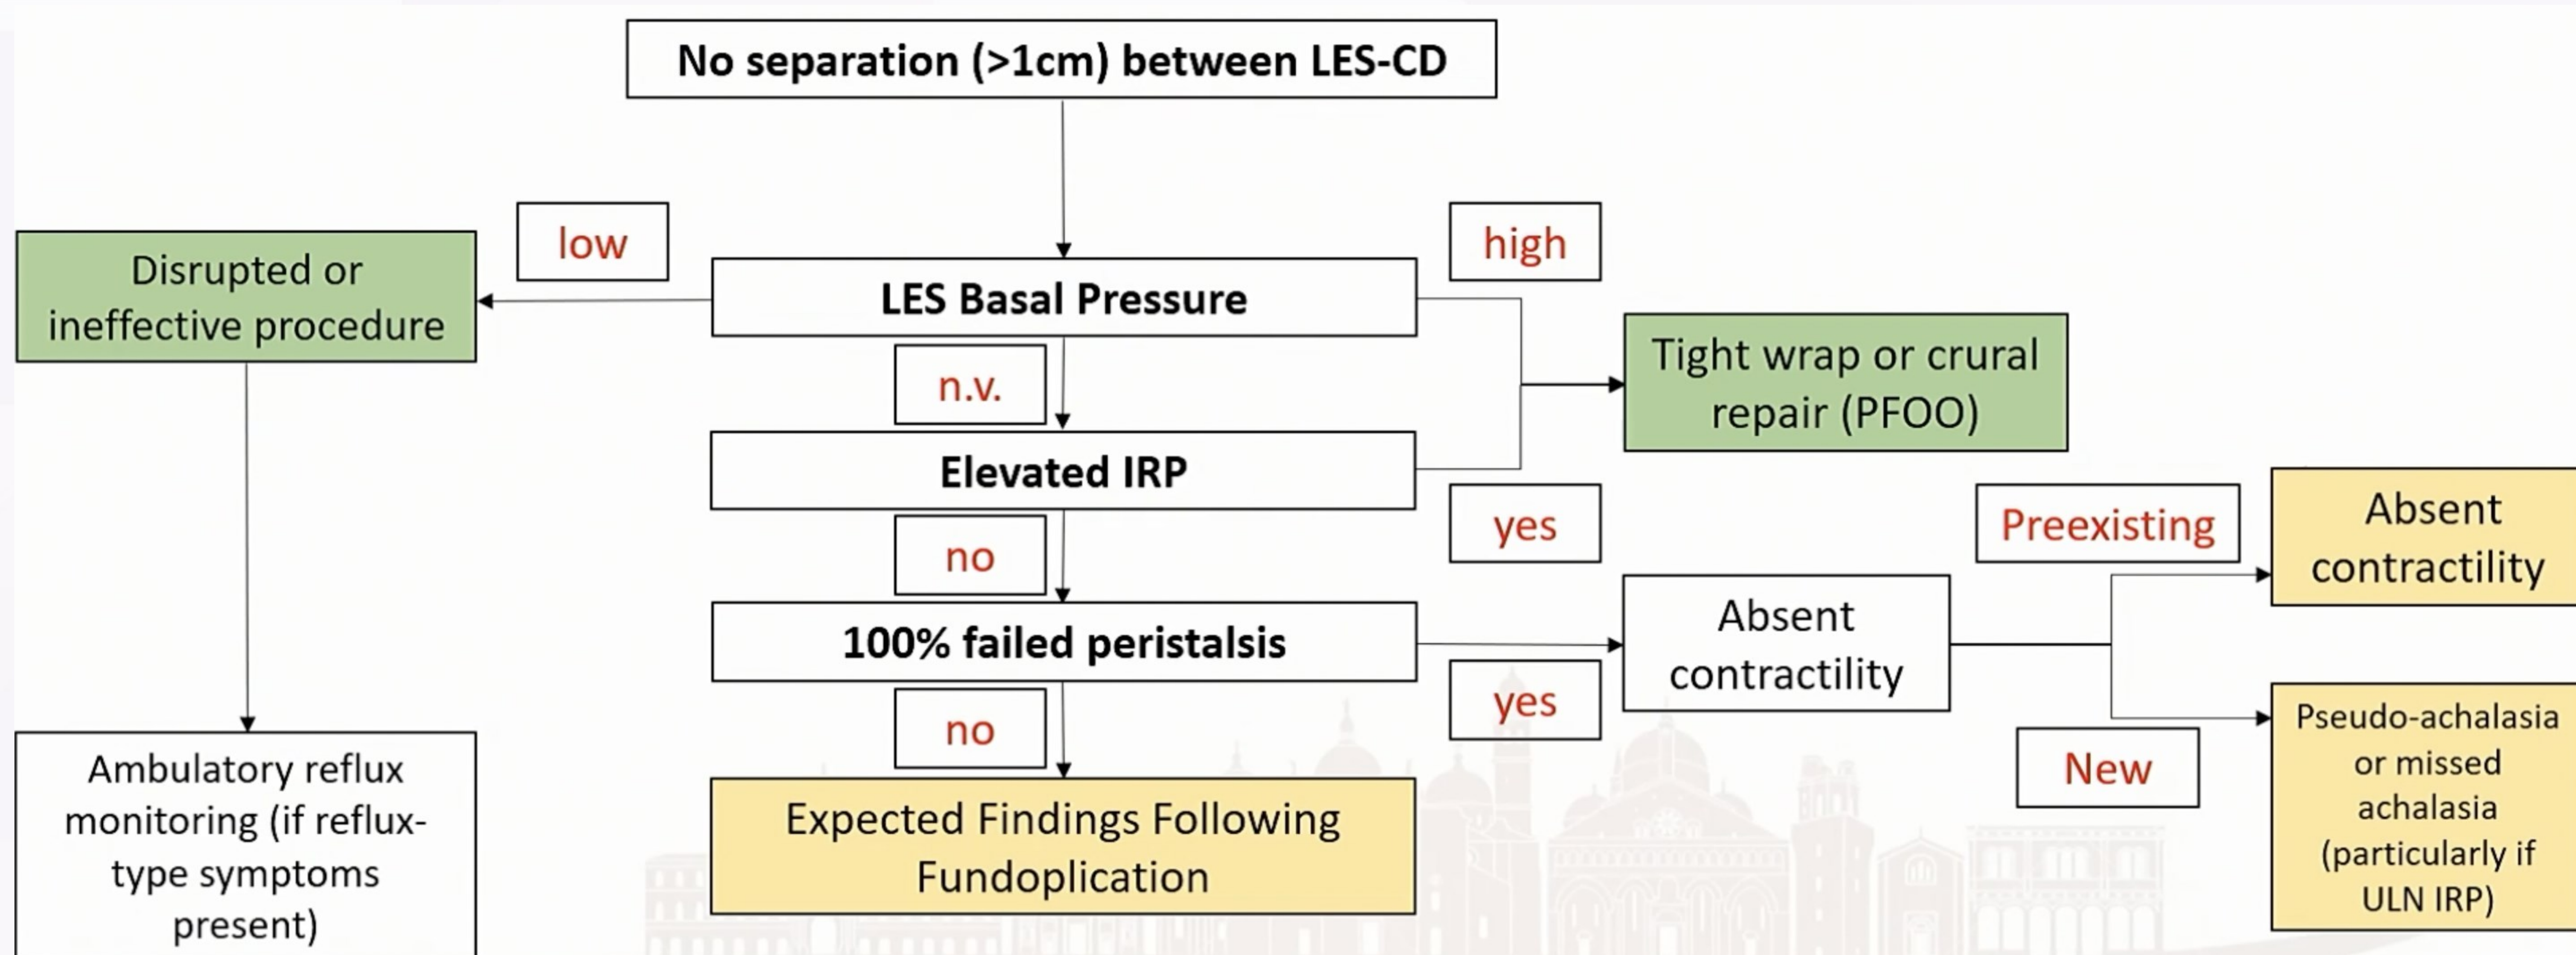 No separation (>1cm) between LES-CD
low
high
Disrupted or
ineffective procedure
LES Basal Pressure
Tight wrap or crural
repair (PFOO)
n.v.
Elevated IRP
yes
Preexisting
Absent
contractility
no
100% failed peristalsis
Absent
contractility
yes
no
New
Pseudo-achalasia
or missed
achalasia
(particularly if
ULN IRP)
Ambulatory reflux
monitoring (if reflux-
type symptoms
present)
Expected Findings Following
Fundoplication